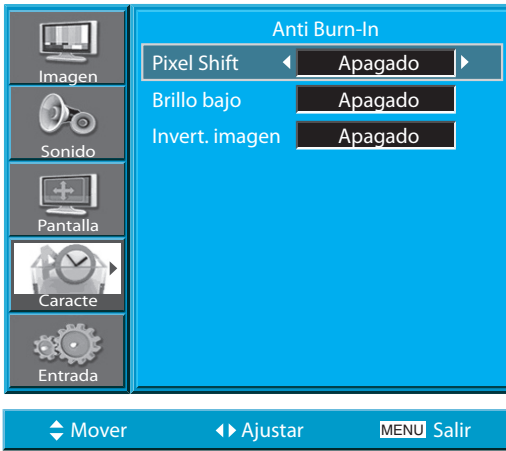 Imagen
Sonido
Pantalla
Caracte
Entrada
Anti Burn-In
Pixel Shift Apagado
Brillo bajo Apagado
Invert. imagen Apagado
Mover Ajustar MENU Salir